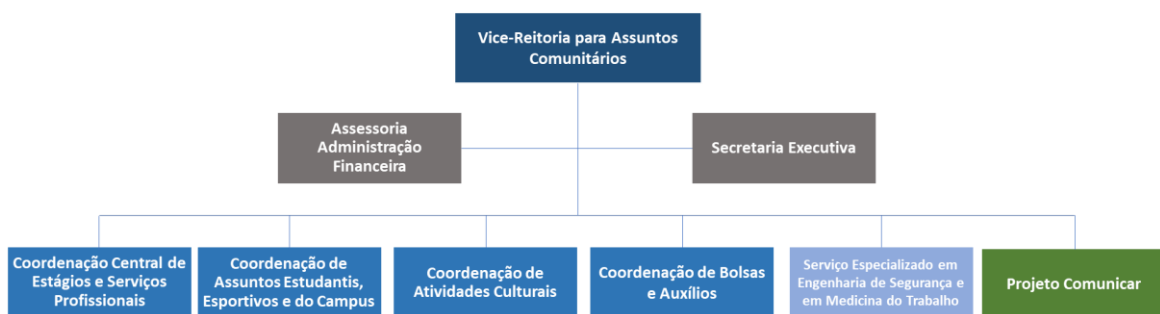 Vice-Reitoria para Assuntos
Comunitários
Assessoria
Administração
Financeira
Secretaria Executiva
Coordenação Central de
Estágios e Serviços
Profissionais
Coordenação de
Assuntos Estudantis,
Esportivos e do Campus
Coordenação de
Atividades Culturais
Coordenação de Bolsas
e Auxílios
Serviço Especializado em
Engenharia de Segurança e
em Medicina do Trabalho
Projeto Comunicar